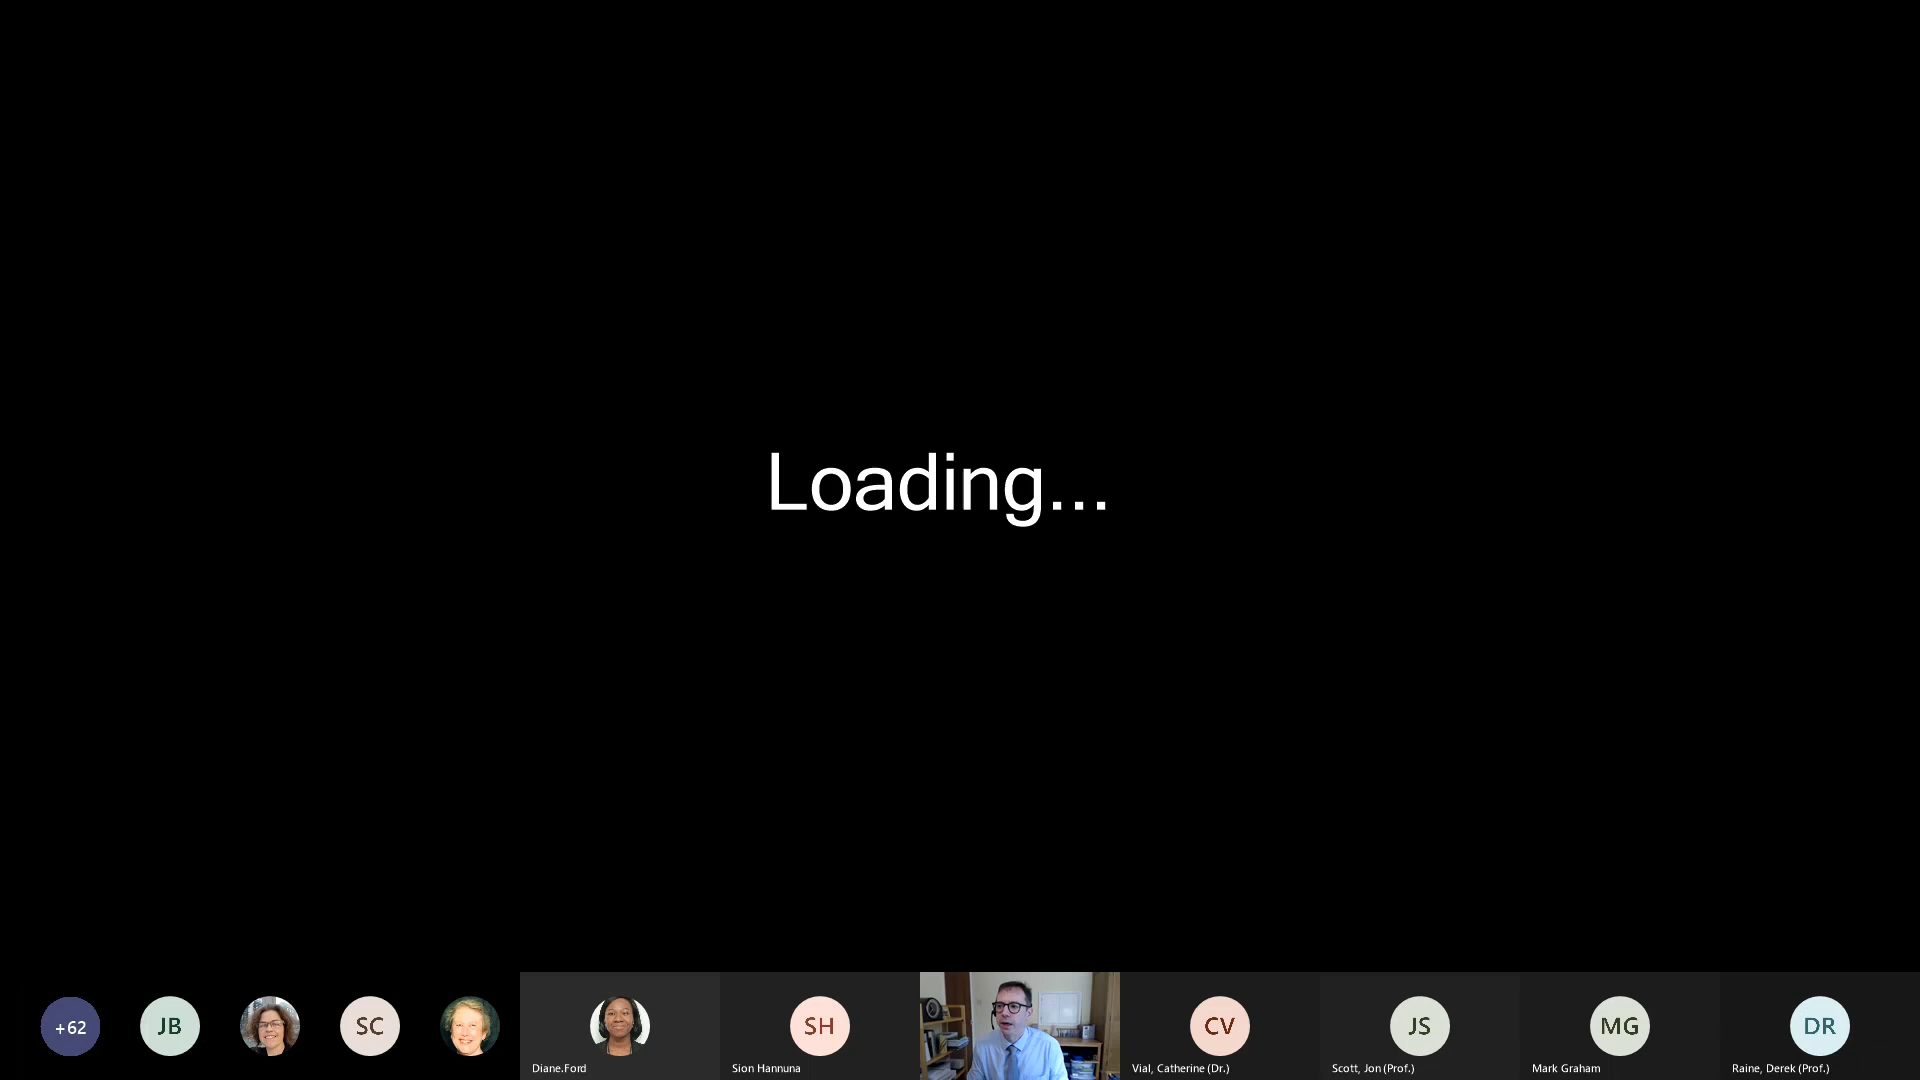 Loading...
+62
JB
SC
Diane.Ford
SH
Sion Hannuna
CV
Vial, Catherine (Dr.)
JS
Scott, Jon (Prof.)
MG
Mark Graham
DR
Raine, Derek (Prof.)